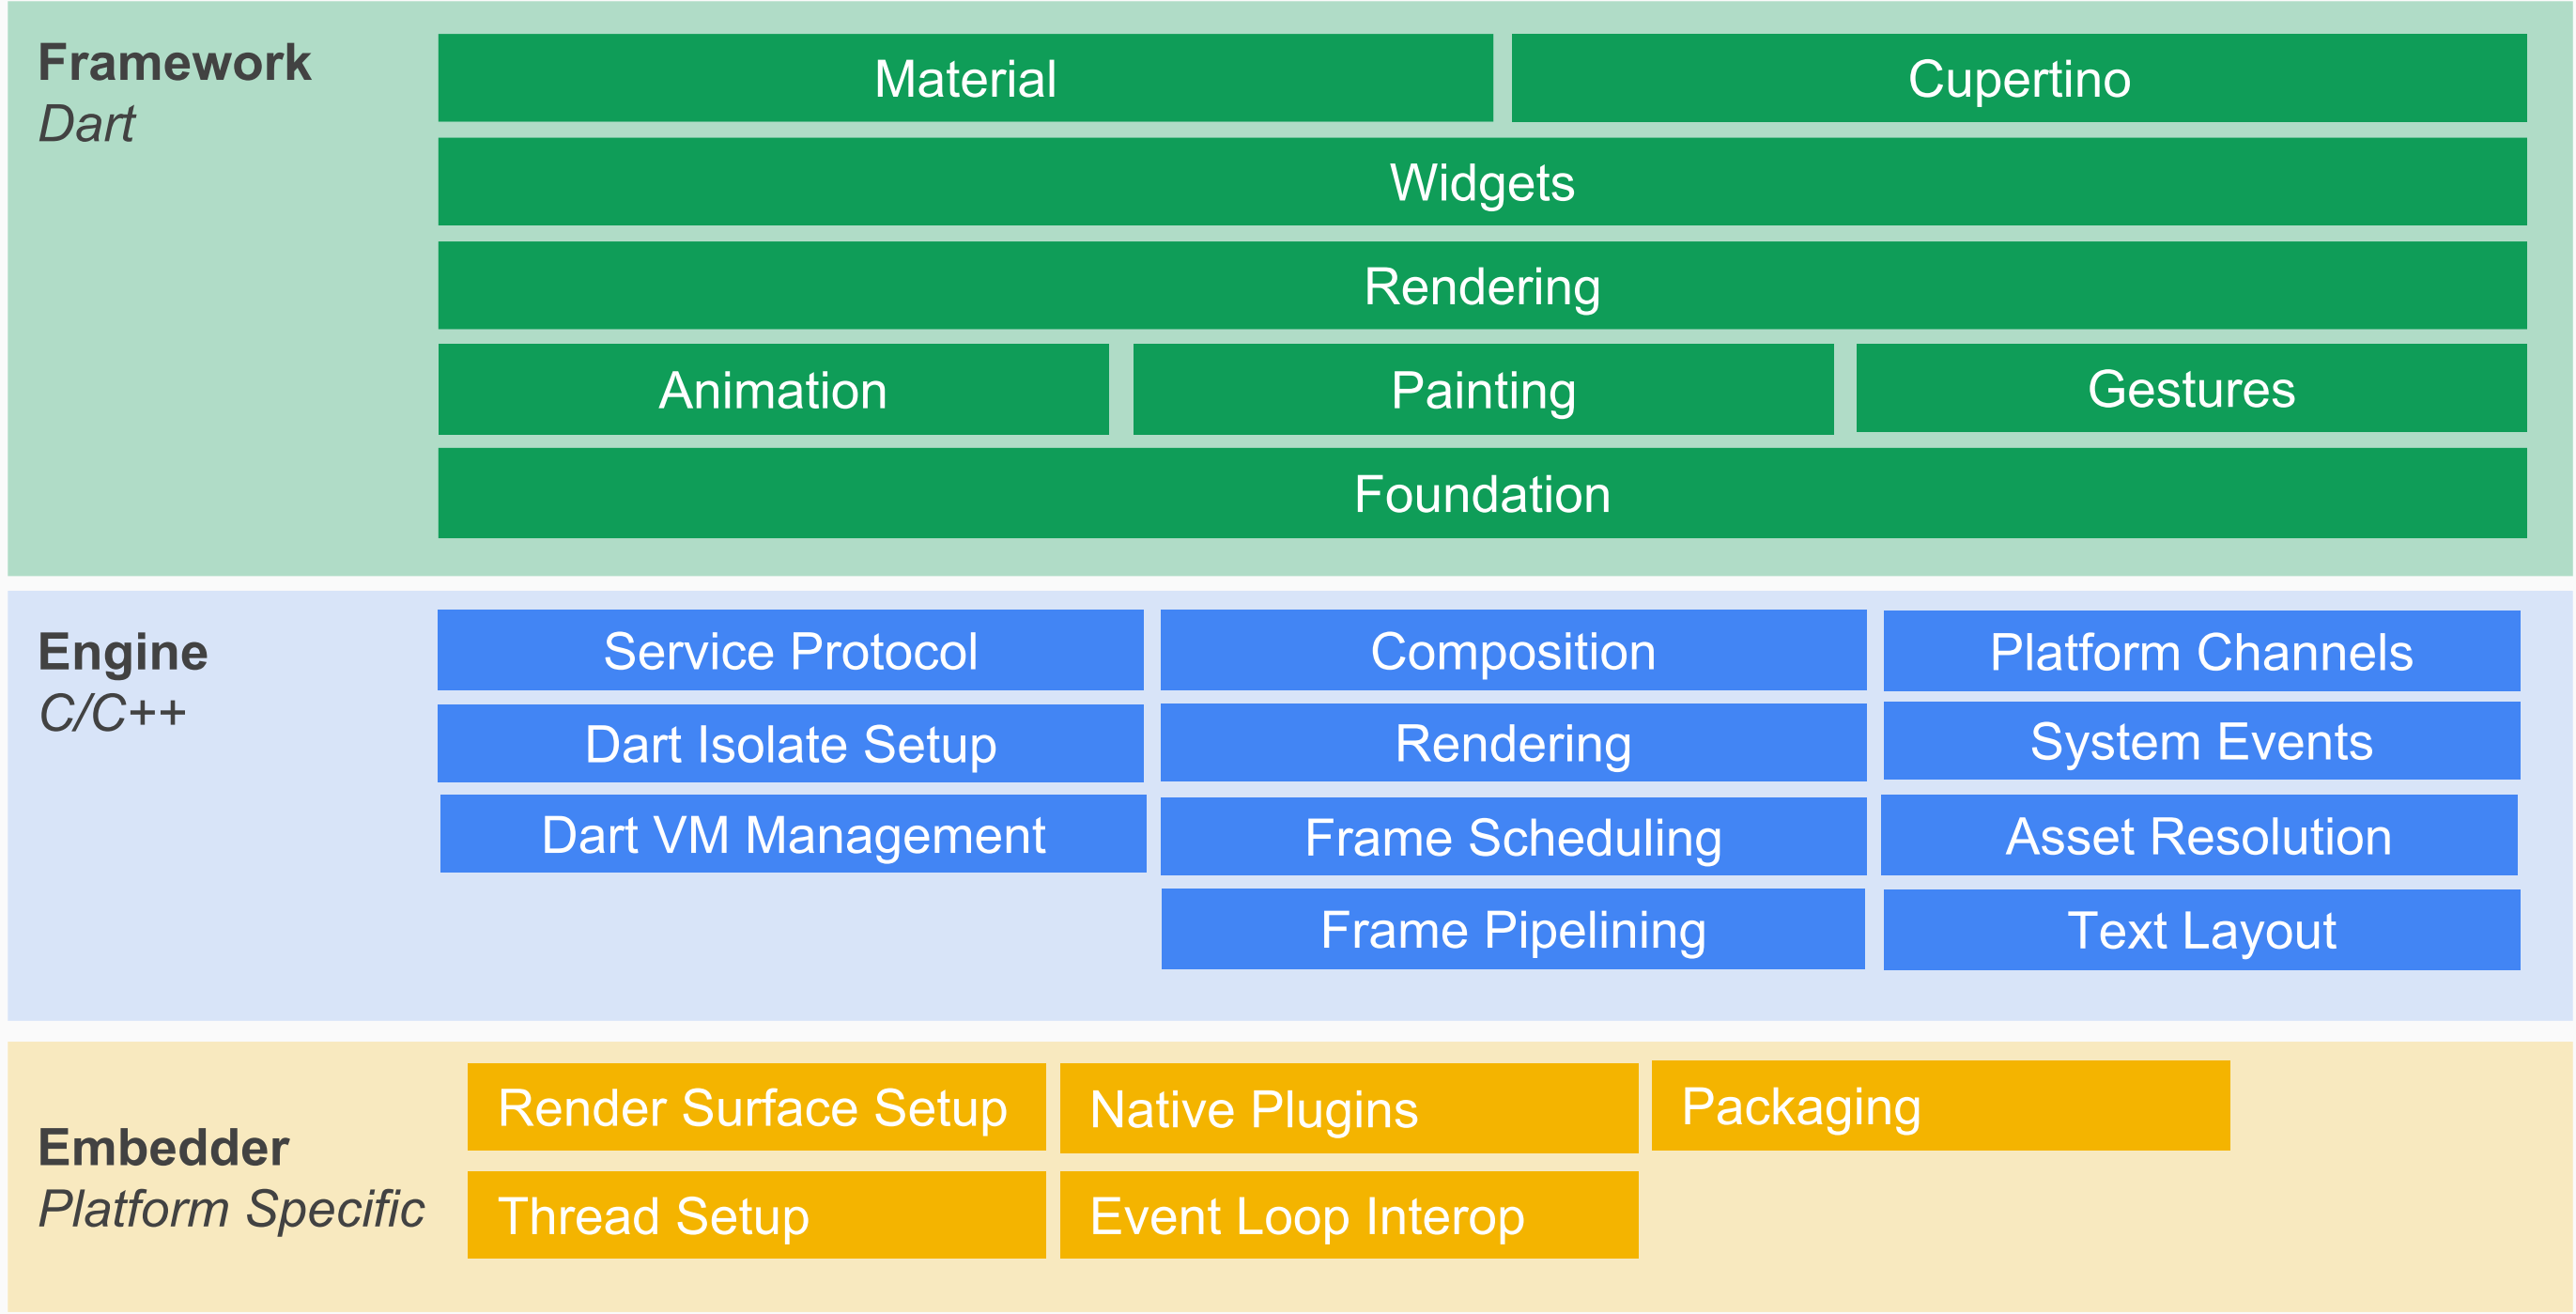 Framework
Dart
Material
Cupertino
Widgets
Rendering
Animation
Painting
Gestures
Foundation
Engine
C/C++
Service Protocol
Composition
Platform Channels
Dart Isolate Setup
Rendering
System Events
Dart VM Management
Frame Scheduling
Asset Resolution
Frame Pipelining
Text Layout
Embedder
Platform Specific
Render Surface Setup
Native Plugins
Packaging
Thread Setup
Event Loop Interop